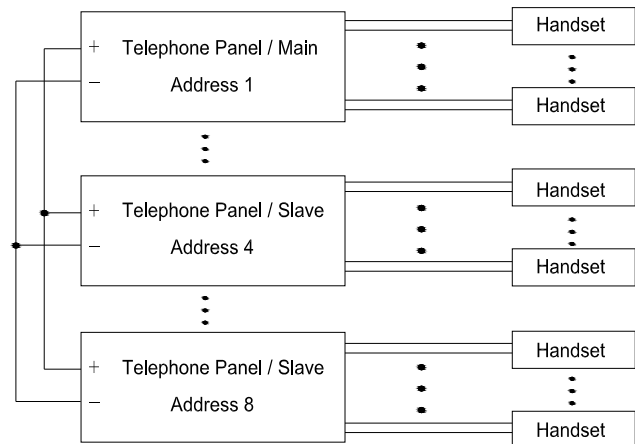 Telephone Panel / Main
Address 1
+
−
Handset
Handset
Telephone Panel / Slave
Address 4
+
−
Handset
Handset
Telephone Panel / Slave
Address 8
+
−
Handset
Handset